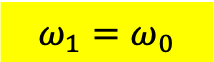 ω₁ = ω₀